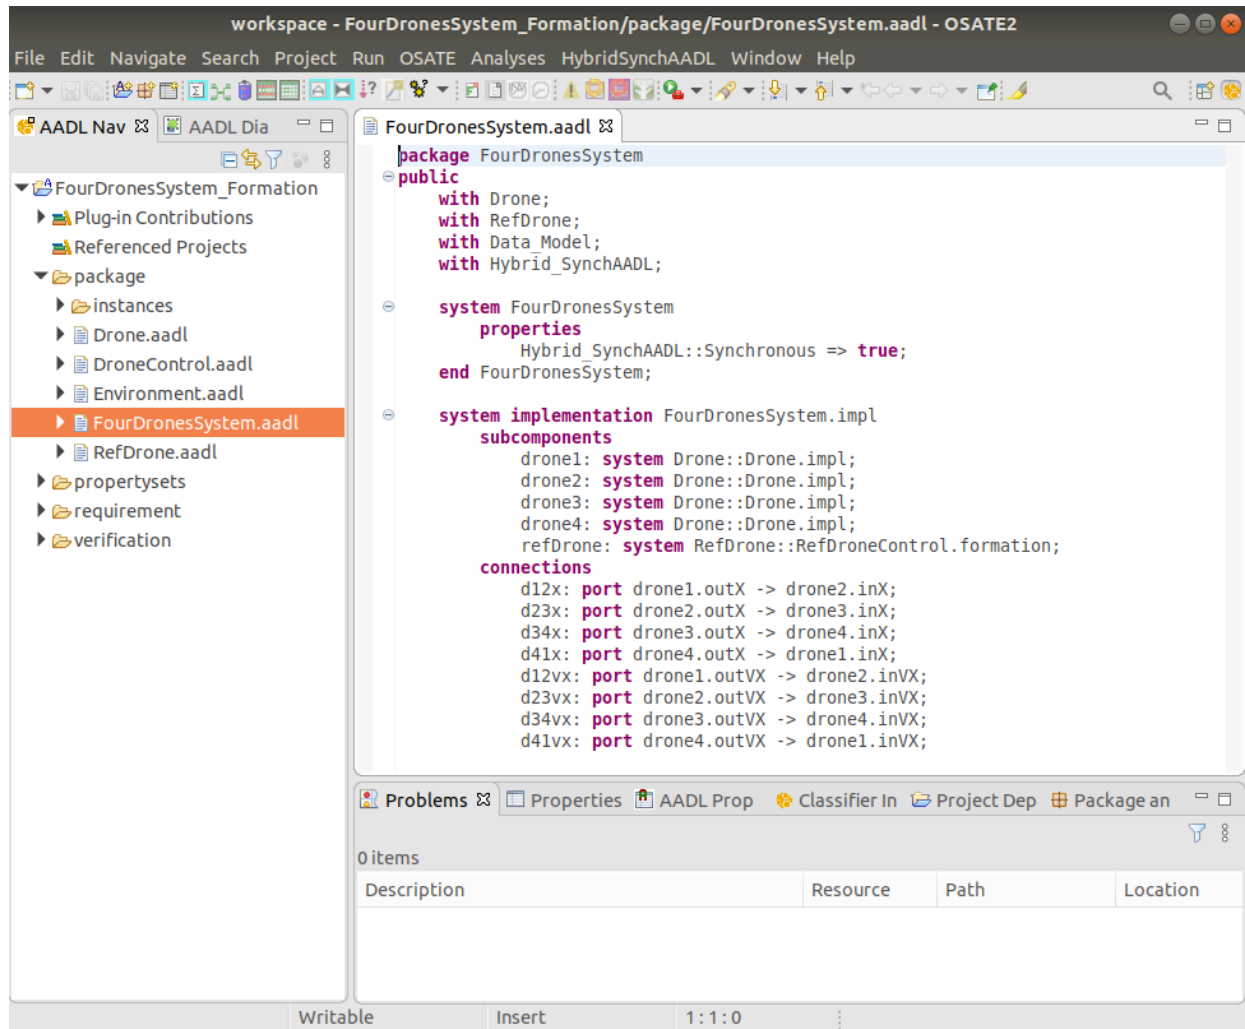 workspace - FourDronesSystem_Formation/package/FourDronesSystem.aadl - OSATE2
File Edit Navigate Search Project Run OSATE Analyses HybridSynchAADL Window Help
AADL Nav AADL Dia
FourDronesSystem_Formation
Plug-in Contributions
Referenced Projects
package
instances
Drone.aadl
DroneControl.aadl
Environment.aadl
FourDronesSystem.aadl
RefDrone.aadl
propertysets
requirement
verification
FourDronesSystem.aadl
package FourDronesSystem
public
with Drone;
with RefDrone;
with Data_Model;
with Hybrid_SynchAADL;
system FourDronesSystem
properties
Hybrid_SynchAADL::Synchronous => true;
end FourDronesSystem;
system implementation FourDronesSystem.impl
subcomponents
drone1: system Drone::Drone.impl;
drone2: system Drone::Drone.impl;
drone3: system Drone::Drone.impl;
drone4: system Drone::Drone.impl;
refDrone: system RefDrone::RefDroneControl.formation;
connections
d12x: port drone1.outX -> drone2.inX;
d23x: port drone2.outX -> drone3.inX;
d34x: port drone3.outX -> drone4.inX;
d41x: port drone4.outX -> drone1.inX;
d12vx: port drone1.outVX -> drone2.inVX;
d23vx: port drone2.outVX -> drone3.inVX;
d34vx: port drone3.outVX -> drone4.inVX;
d41vx: port drone4.outVX -> drone1.inVX;
Problems Properties AADL Prop Classifier In Project Dep Package an
0 items
Description Resource Path Location
Writable Insert 1:1:0